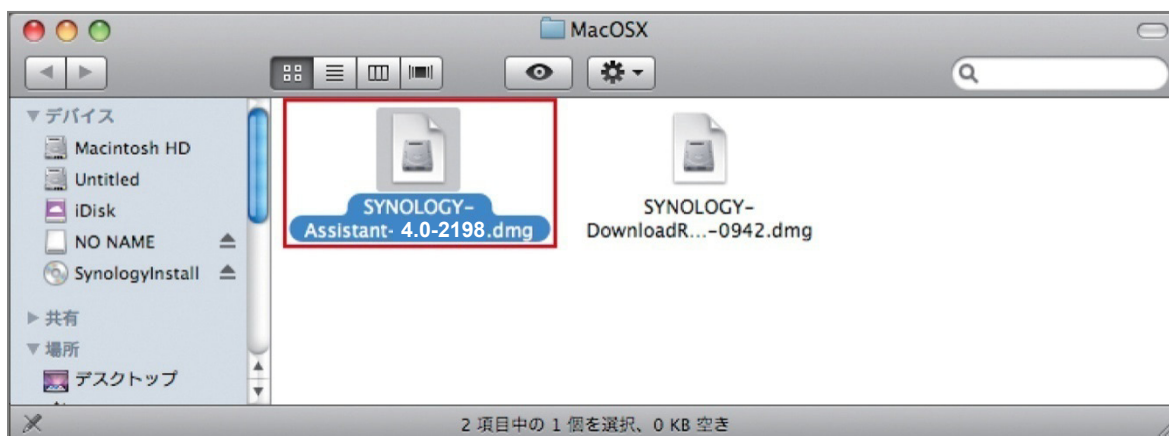 MacOSX
デバイス
Macintosh HD
Untitled
iDisk
NO NAME
SynologyInstall
共有
場所
デスクトップ
SYNOLOGY-
Assistant- 4.0-2198.dmg
SYNOLOGY-
DownloadR...-0942.dmg
2 項目中の 1 個を選択、0 KB 空き